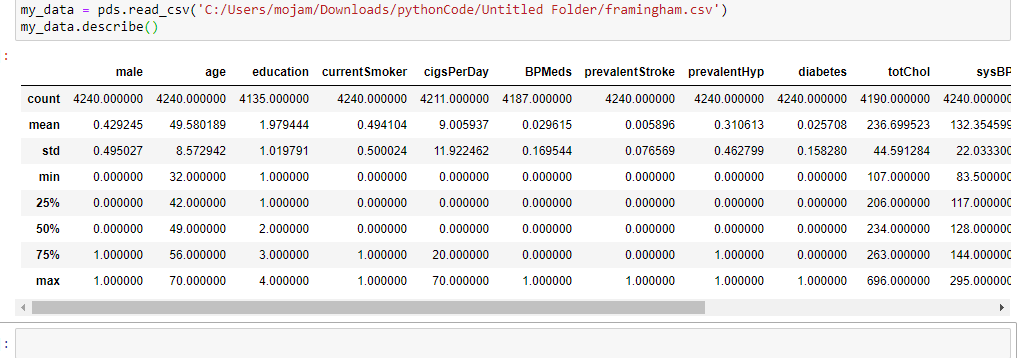 my_data = pds.read_csv('C:/Users/mojam/Downloads/pythonCode/Untitled Folder/framingham.csv')
my_data.describe()
:
male age education currentSmoker cigsPerDay BPMeds prevalentStroke prevalentHyp diabetes totChol sysBP
count 4240.000000 4240.000000 4135.000000 4240.000000 4211.000000 4187.000000 4240.000000 4240.000000 4240.000000 4190.000000 4240.000000
mean 0.429245 49.580189 1.979444 0.494104 9.005937 0.029615 0.005896 0.310613 0.025708 236.699523 132.354599
std 0.495027 8.572942 1.019791 0.500024 11.922462 0.169544 0.076569 0.462799 0.158280 44.591284 22.033300
min 0.000000 32.000000 1.000000 0.000000 0.000000 0.000000 0.000000 0.000000 0.000000 107.000000 83.500000
25% 0.000000 42.000000 1.000000 0.000000 0.000000 0.000000 0.000000 0.000000 0.000000 206.000000 117.000000
50% 0.000000 49.000000 2.000000 0.000000 0.000000 0.000000 0.000000 0.000000 0.000000 234.000000 128.000000
75% 1.000000 56.000000 3.000000 1.000000 20.000000 0.000000 0.000000 1.000000 0.000000 263.000000 144.000000
max 1.000000 70.000000 4.000000 1.000000 70.000000 1.000000 1.000000 1.000000 1.000000 696.000000 295.000000
: